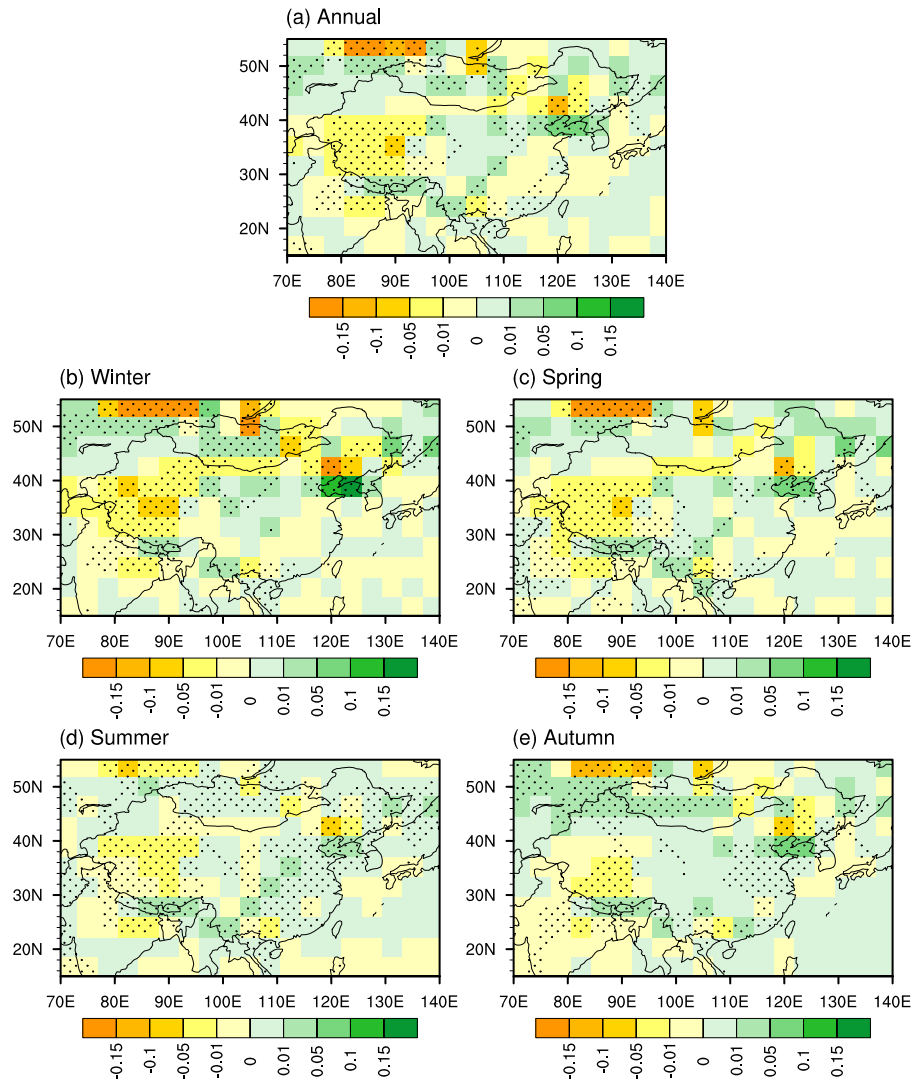 (a) Annual
50N
40N
30N
20N
70E 80E 90E 100E 110E 120E 130E 140E
-0.15 -0.1 -0.05 -0.01 0 0.01 0.05 0.1 0.15
(b) Winter
50N
40N
30N
20N
70E 80E 90E 100E 110E 120E 130E 140E
-0.15 -0.1 -0.05 -0.01 0 0.01 0.05 0.1 0.15
(c) Spring
50N
40N
30N
20N
70E 80E 90E 100E 110E 120E 130E 140E
-0.15 -0.1 -0.05 -0.01 0 0.01 0.05 0.1 0.15
(d) Summer
50N
40N
30N
20N
70E 80E 90E 100E 110E 120E 130E 140E
-0.15 -0.1 -0.05 -0.01 0 0.01 0.05 0.1 0.15
(e) Autumn
50N
40N
30N
20N
70E 80E 90E 100E 110E 120E 130E 140E
-0.15 -0.1 -0.05 -0.01 0 0.01 0.05 0.1 0.15